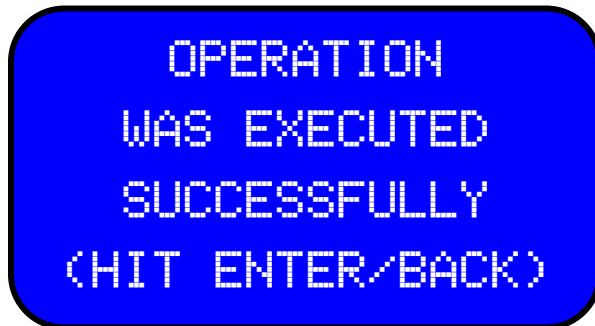 OPERATION
WAS EXECUTED
SUCCESSFULLY
(HIT ENTER/BACK)